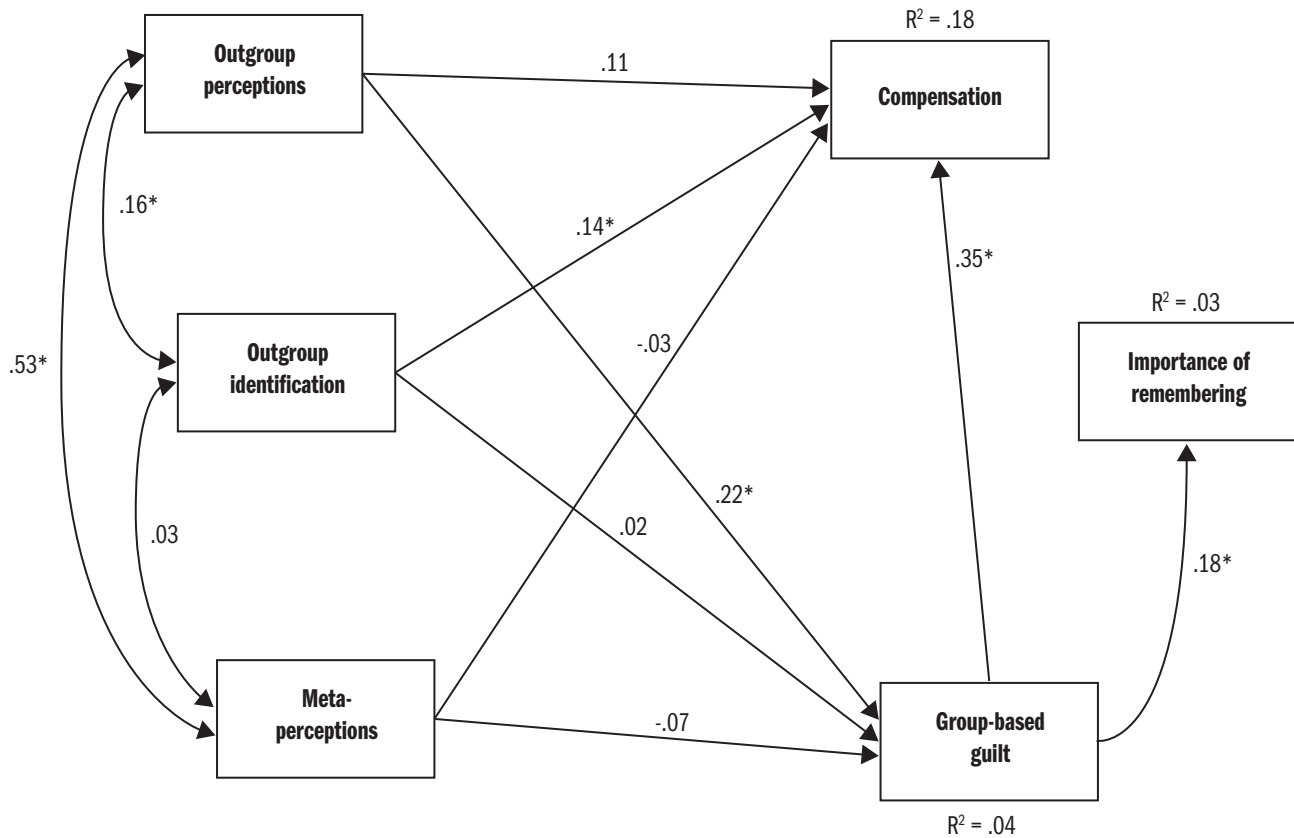 R² = .18
Outgroup
perceptions
.11
Compensation
.16*
.14*
.35*
R² = .03
Outgroup
identification
-.03
Importance of
remembering
.53*
.22*
.02
.03
.18*
Meta-
perceptions
-.07
Group-based
guilt
R² = .04